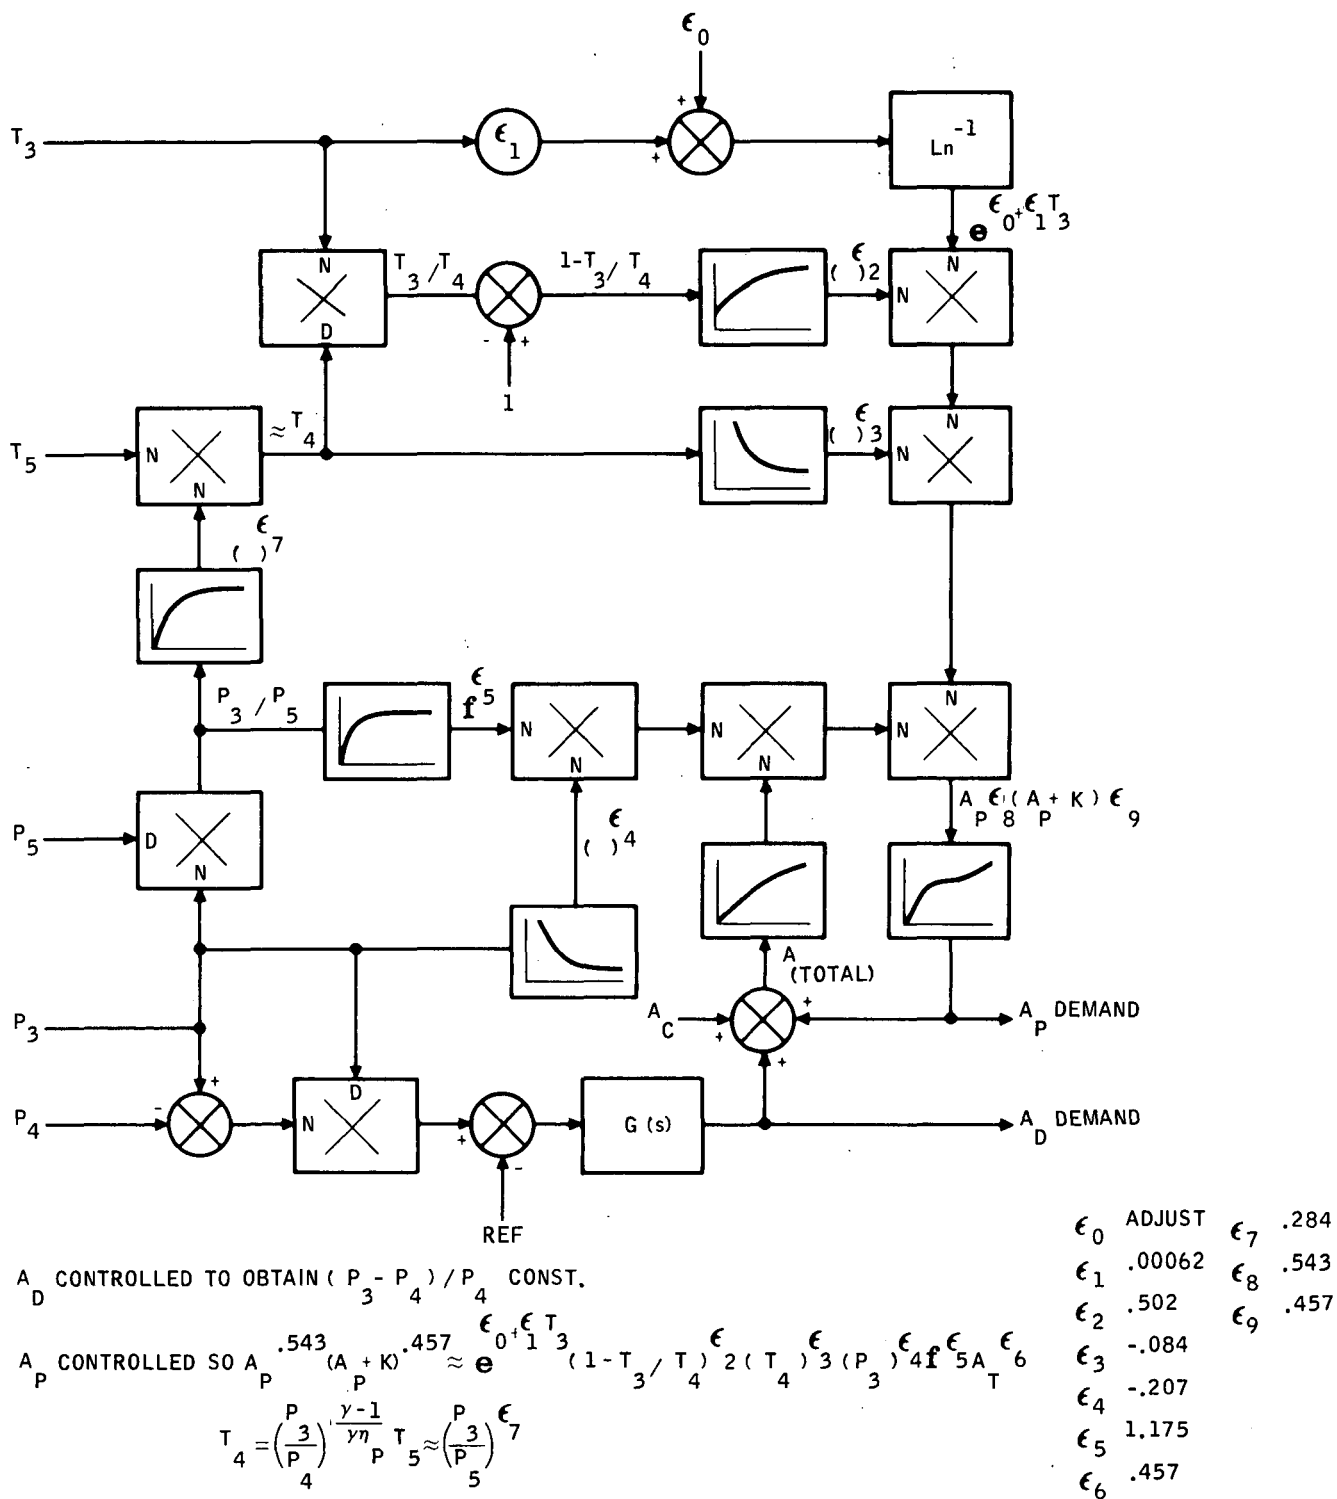 ϵ0
+
T3
ϵ1
+
Ln^-1
e^(ϵ0+ϵ1T3)
N
T3/T4
1-T3/T4
( )^ϵ2
N
N
D
- +
1
T5
N
≈T4
( )^ϵ3
N
N
N
( )^ϵ7
P3/P5
f^ϵ5
N
N
N
N
N
N
AP^ϵ8(AP+K)^ϵ9
P5
D
N
( )^ϵ4
A(TOTAL)
P3
AC
+
+
AP DEMAND
+
+
P4
-
N
D
+
-
G(s)
AD DEMAND
REF
AD CONTROLLED TO OBTAIN (P3-P4)/P4 CONST.
AP CONTROLLED SO AP^.543(AP+K)^.457 ≈ e^(ϵ0+ϵ1T3)(1-T3/T4)^ϵ2(T4)^ϵ3(P3)^ϵ4f^ϵ5AT^ϵ6
T4=(P3/P4)^((γ-1)/(γηP)) T5≈(P3/P5)^ϵ7
ϵ0 ADJUST ϵ7 .284
ϵ1 .00062 ϵ8 .543
ϵ2 .502 ϵ9 .457
ϵ3 -.084
ϵ4 -.207
ϵ5 1.175
ϵ6 .457